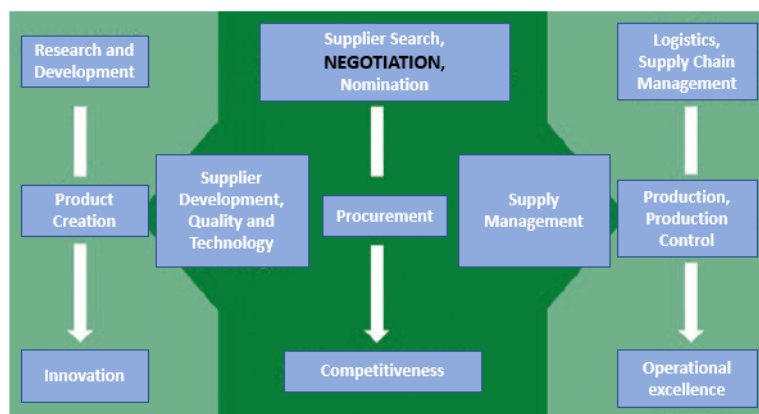 Research and
Development
Supplier Search,
NEGOTIATION,
Nomination
Logistics,
Supply Chain
Management
Product
Creation
Supplier
Development,
Quality and
Technology
Procurement
Supply
Management
Production,
Production
Control
Innovation
Competitiveness
Operational
excellence